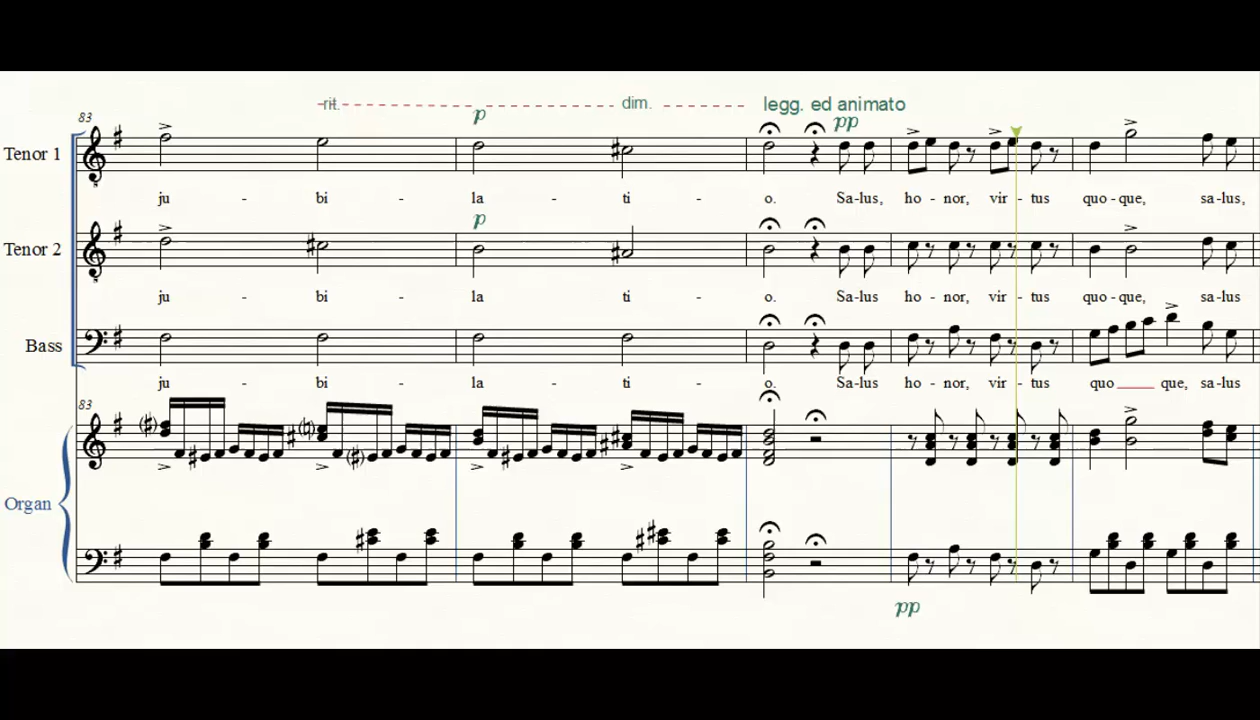 rit. dim. legg. ed animato
83 p pp
Tenor 1
ju - bi - la - ti - o. Sa-lus, ho - nor, vir - tus quo - que, sa-lus,
p
Tenor 2
ju - bi - la - ti - o. Sa-lus ho - nor, vir - tus quo - que, sa-lus
Bass
ju - bi - la - ti - o. Sa-lus ho - nor, vir - tus quo que, sa-lus
83
Organ
pp